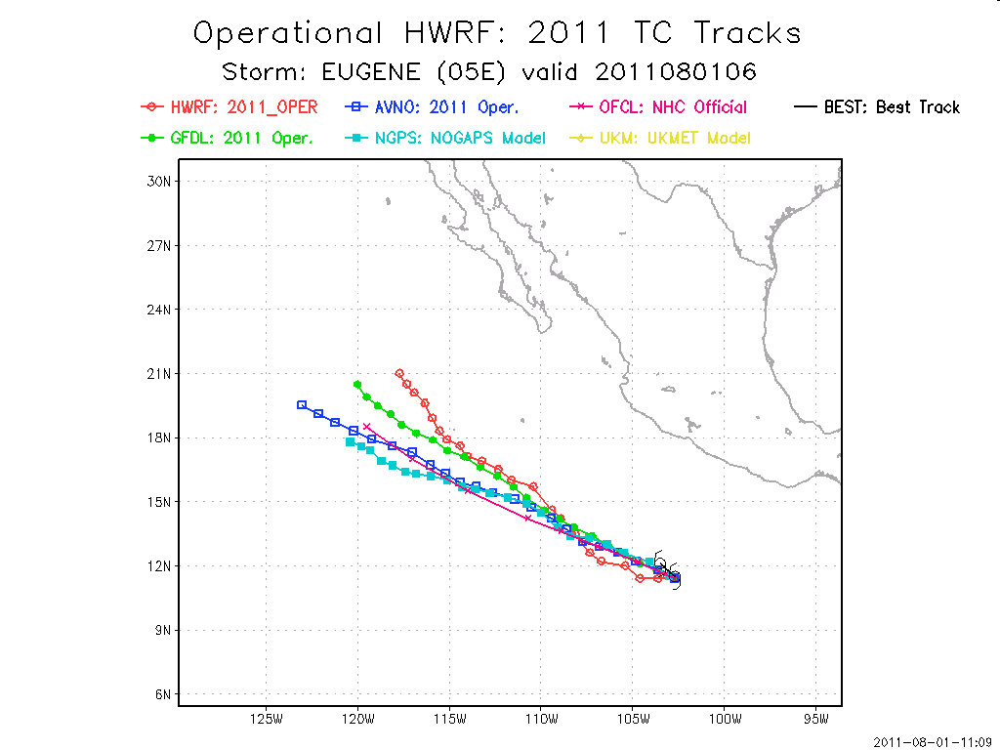 Operational HWRF: 2011 TC Tracks
Storm: EUGENE (05E) valid 2011080106
HWRF: 2011_OPER AVNO: 2011 Oper. OFCL: NHC Official BEST: Best Track
GFDL: 2011 Oper. NGPS: NOGAPS Model UKM: UKMET Model
30N
27N
24N
21N
18N
15N
12N
9N
6N
125W 120W 115W 110W 105W 100W 95W
2011-08-01-11:09